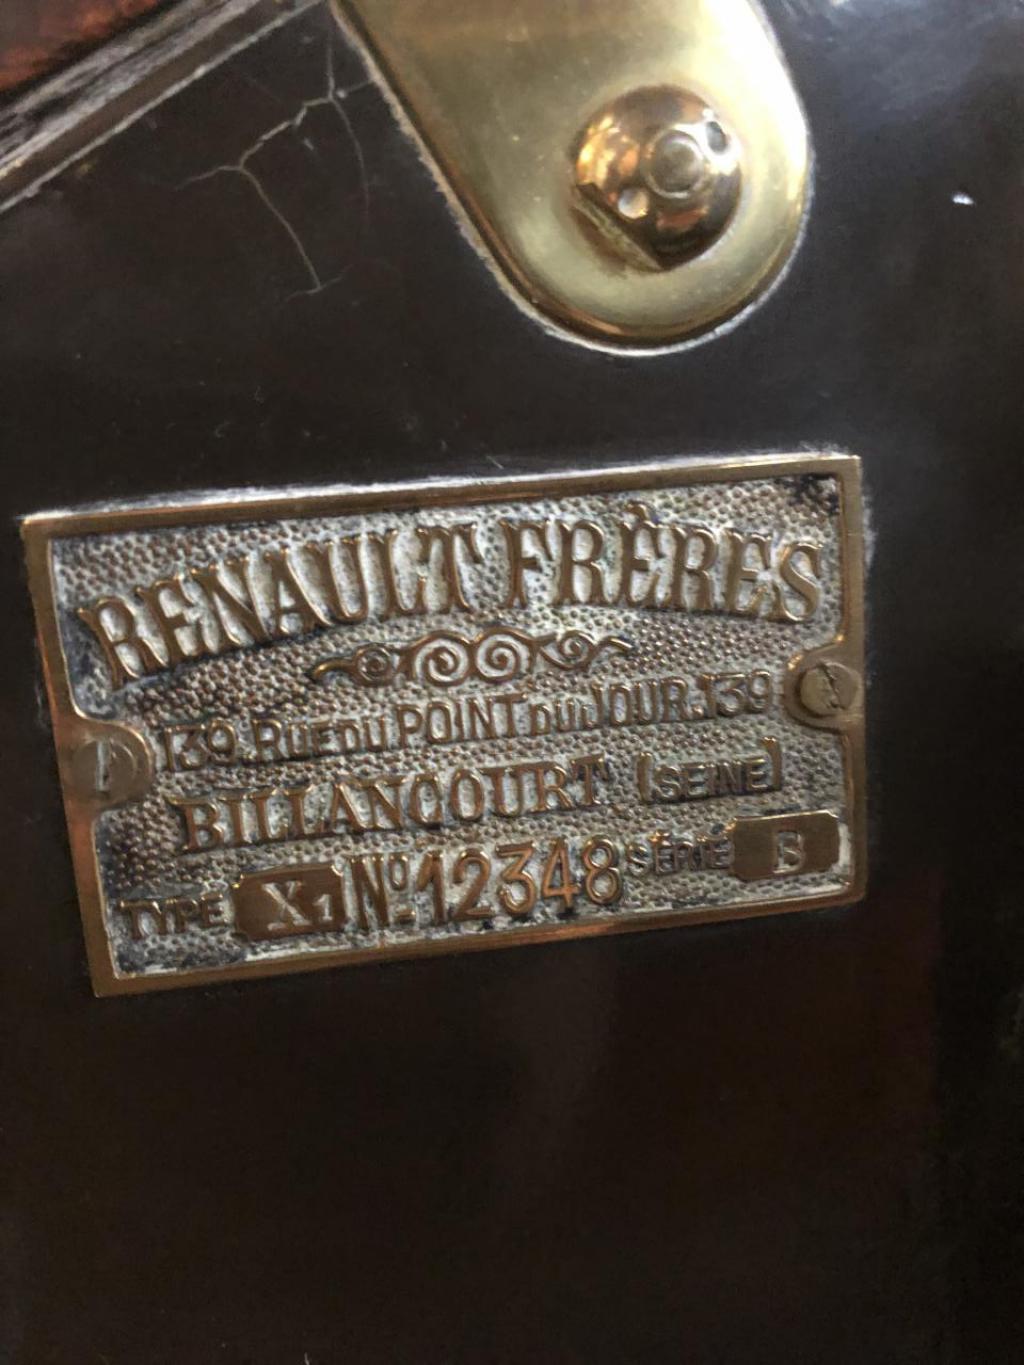 RENAULT FRÈRES
139. RUE DU POINT DU JOUR. 139
BILLANCOURT (SEINE)
TYPE X1 No 12348 SÉRIE B